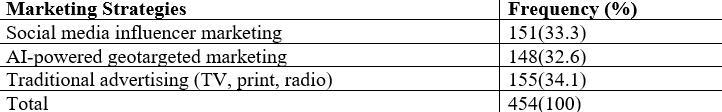 Marketing Strategies Frequency (%)
Social media influencer marketing 151(33.3)
AI-powered geotargeted marketing 148(32.6)
Traditional advertising (TV, print, radio) 155(34.1)
Total 454(100)